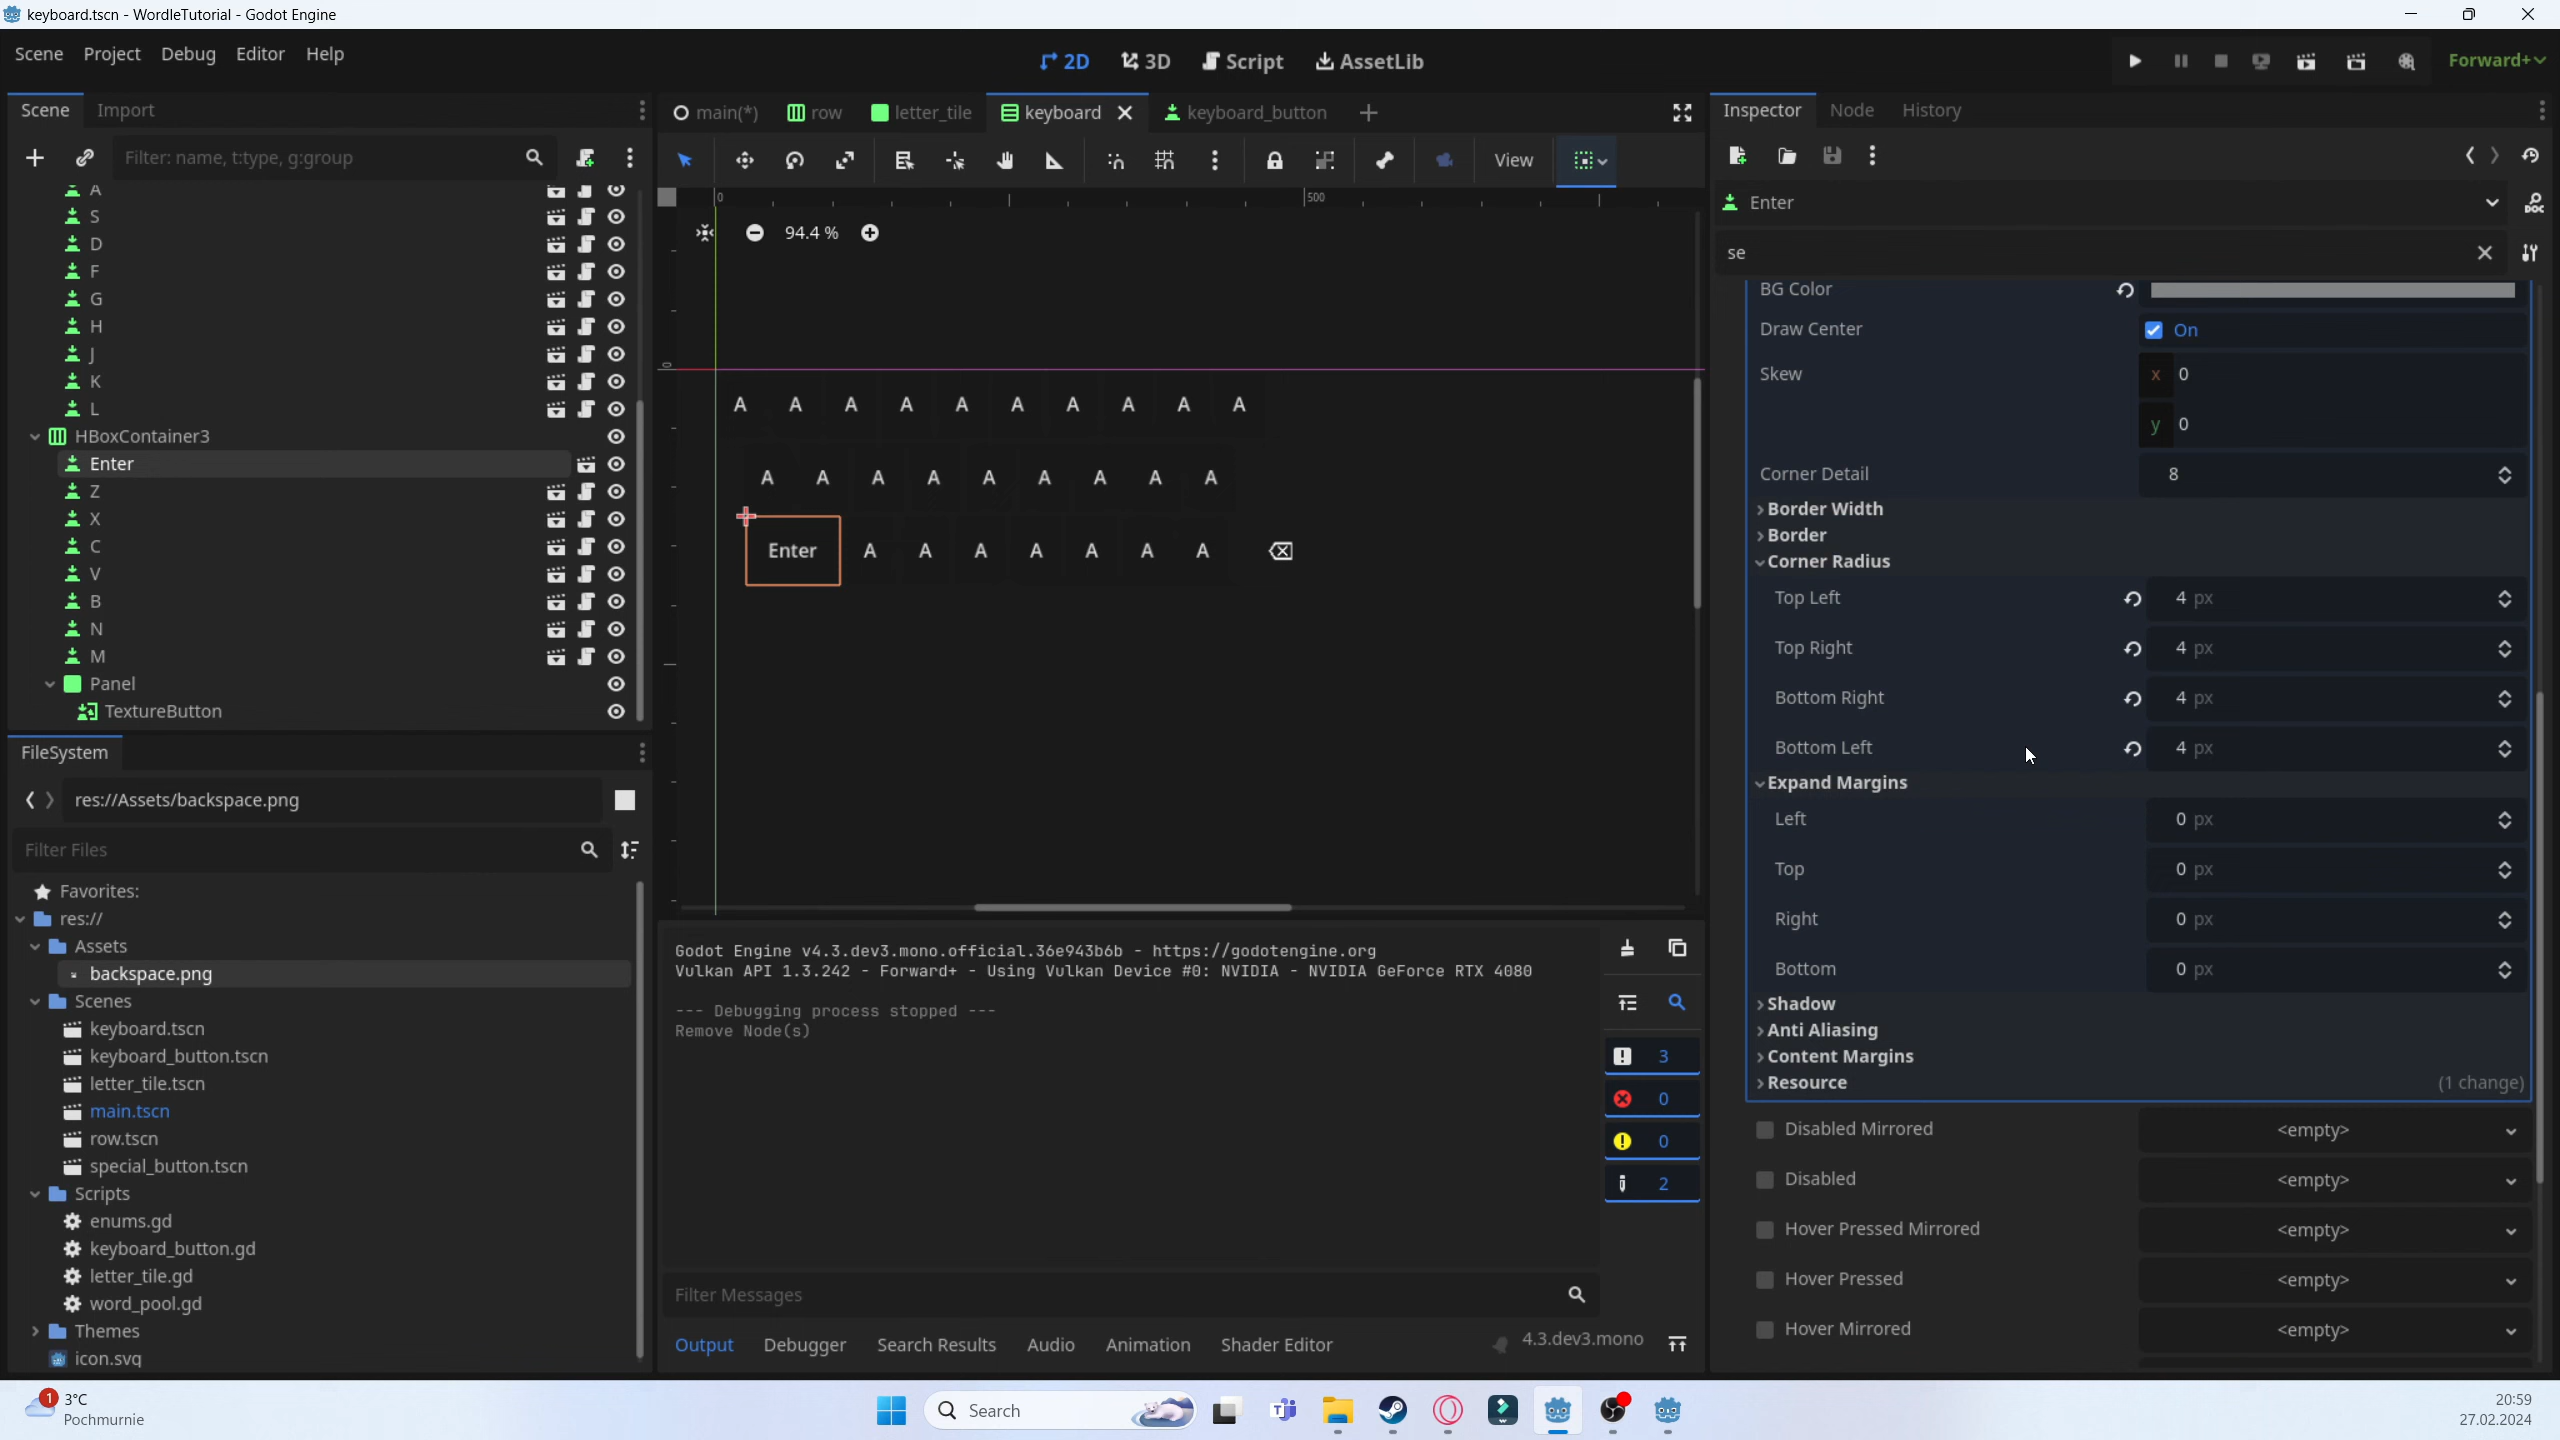 keyboard.tscn - WordleTutorial - Godot Engine
Scene Project Debug Editor Help
2D 3D Script AssetLib
Forward+
Scene Import
main(*) row letter_tile keyboard keyboard_button
Inspector Node History
Filter: name, t:type, g:group
View
A
S
D
F
G
H
J
K
L
HBoxContainer3
Enter
Z
X
C
V
B
N
M
Panel
TextureButton
0 500
94.4 %
0
A A A A A A A A A A
A A A A A A A A A
Enter A A A A A A A
Enter
se
BG Color
Draw Center On
Skew x 0
y 0
Corner Detail 8
Border Width
Border
Corner Radius
Top Left 4 px
Top Right 4 px
Bottom Right 4 px
Bottom Left 4 px
Expand Margins
Left 0 px
Top 0 px
Right 0 px
Bottom 0 px
Shadow
Anti Aliasing
Content Margins
Resource (1 change)
Disabled Mirrored <empty>
Disabled <empty>
Hover Pressed Mirrored <empty>
Hover Pressed <empty>
Hover Mirrored <empty>
FileSystem
res://Assets/backspace.png
Filter Files
Favorites:
res://
Assets
backspace.png
Scenes
keyboard.tscn
keyboard_button.tscn
letter_tile.tscn
main.tscn
row.tscn
special_button.tscn
Scripts
enums.gd
keyboard_button.gd
letter_tile.gd
word_pool.gd
Themes
icon.svg
Godot Engine v4.3.dev3.mono.official.36e943b6b - https://godotengine.org
Vulkan API 1.3.242 - Forward+ - Using Vulkan Device #0: NVIDIA - NVIDIA GeForce RTX 4080
--- Debugging process stopped ---
Remove Node(s)
3
0
0
2
Filter Messages
Output Debugger Search Results Audio Animation Shader Editor 4.3.dev3.mono
1 3°C
Pochmurnie
Search
20:59
27.02.2024